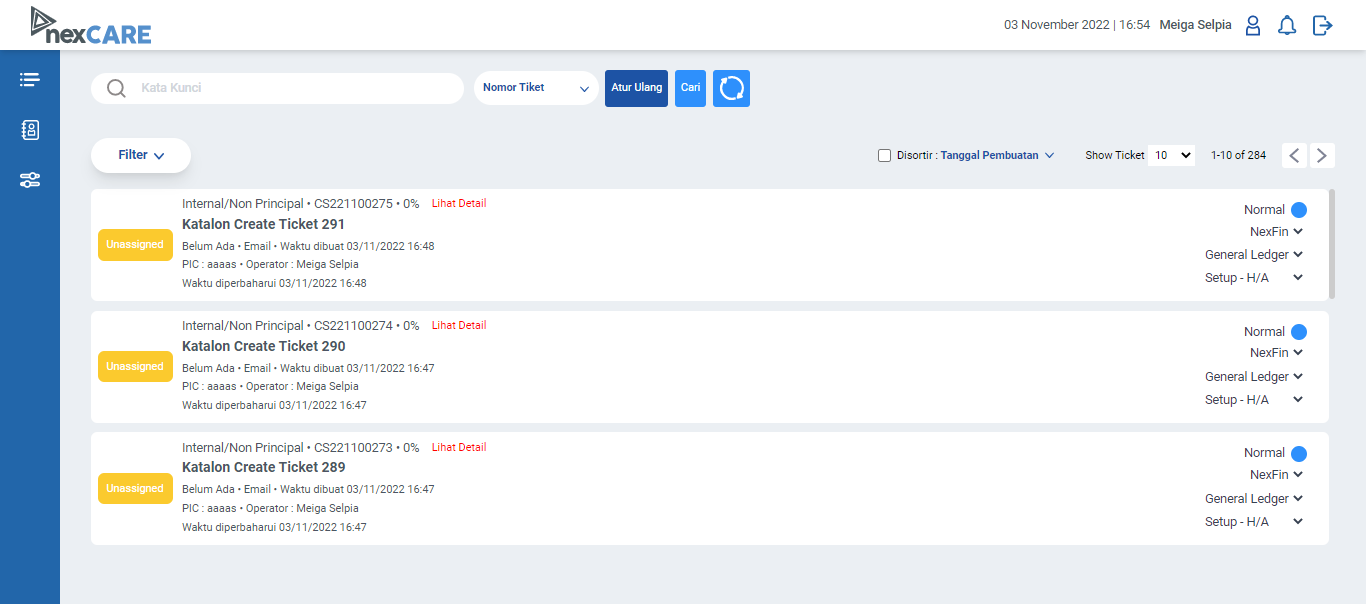 nexCARE
03 November 2022 | 16:54 Meiga Selpia
Kata Kunci
Nomor Tiket
Atur Ulang
Cari
Filter
Disortir : Tanggal Pembuatan
Show Ticket 10
1-10 of 284
Unassigned
Internal/Non Principal • CS221100275 • 0% Lihat Detail
Katalon Create Ticket 291
Belum Ada • Email • Waktu dibuat 03/11/2022 16:48
PIC : aaaas • Operator : Meiga Selpia
Waktu diperbaharui 03/11/2022 16:48
Normal
NexFin
General Ledger
Setup - H/A
Unassigned
Internal/Non Principal • CS221100274 • 0% Lihat Detail
Katalon Create Ticket 290
Belum Ada • Email • Waktu dibuat 03/11/2022 16:47
PIC : aaaas • Operator : Meiga Selpia
Waktu diperbaharui 03/11/2022 16:47
Normal
NexFin
General Ledger
Setup - H/A
Unassigned
Internal/Non Principal • CS221100273 • 0% Lihat Detail
Katalon Create Ticket 289
Belum Ada • Email • Waktu dibuat 03/11/2022 16:47
PIC : aaaas • Operator : Meiga Selpia
Waktu diperbaharui 03/11/2022 16:47
Normal
NexFin
General Ledger
Setup - H/A